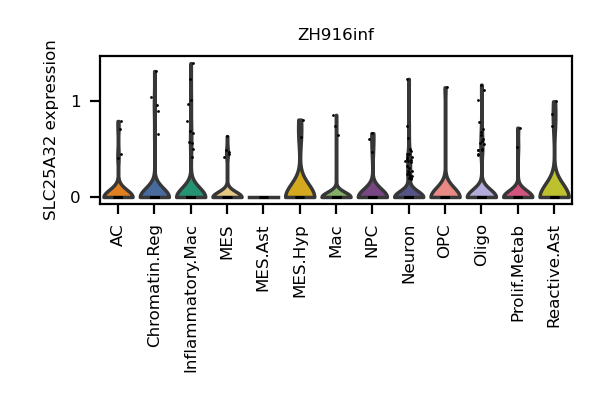 ZH916inf
SLC25A32 expression
1
0
AC
Chromatin.Reg
Inflammatory.Mac
MES
MES.Ast
MES.Hyp
Mac
NPC
Neuron
OPC
Oligo
Prolif.Metab
Reactive.Ast